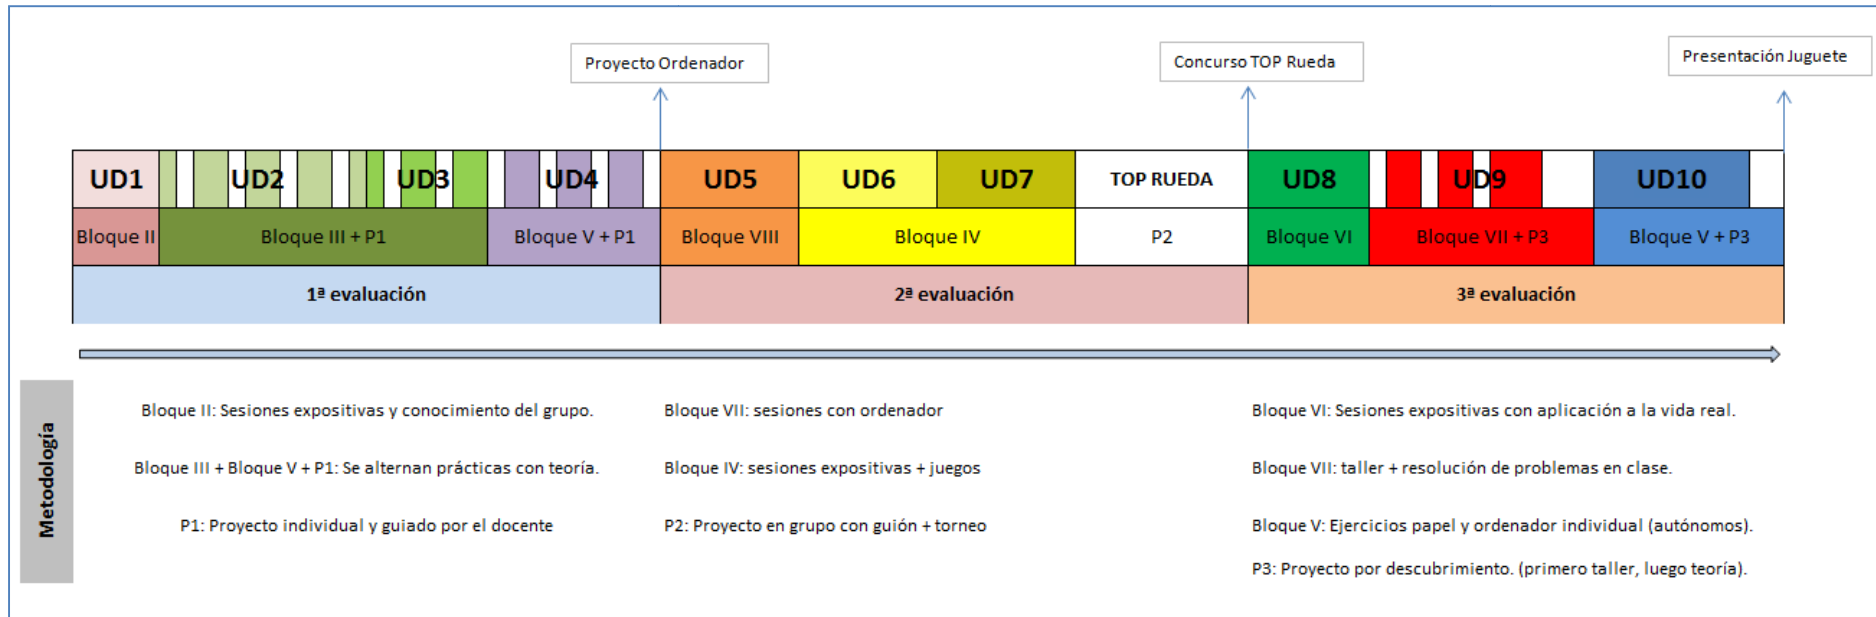 Proyecto Ordenador
Concurso TOP Rueda
Presentación Juguete
UD1
UD2
UD3
UD4
UD5
UD6
UD7
TOP RUEDA
UD8
UD9
UD10
Bloque II
Bloque III + P1
Bloque V + P1
Bloque VIII
Bloque IV
P2
Bloque VI
Bloque VII + P3
Bloque V + P3
1ª evaluación
2ª evaluación
3ª evaluación
Metodología
Bloque II: Sesiones expositivas y conocimiento del grupo.
Bloque III + Bloque V + P1: Se alternan prácticas con teoría.
P1: Proyecto individual y guiado por el docente
Bloque VII: sesiones con ordenador
Bloque IV: sesiones expositivas + juegos
P2: Proyecto en grupo con guión + torneo
Bloque VI: Sesiones expositivas con aplicación a la vida real.
Bloque VII: taller + resolución de problemas en clase.
Bloque V: Ejercicios papel y ordenador individual (autónomos).
P3: Proyecto por descubrimiento. (primero taller, luego teoría).